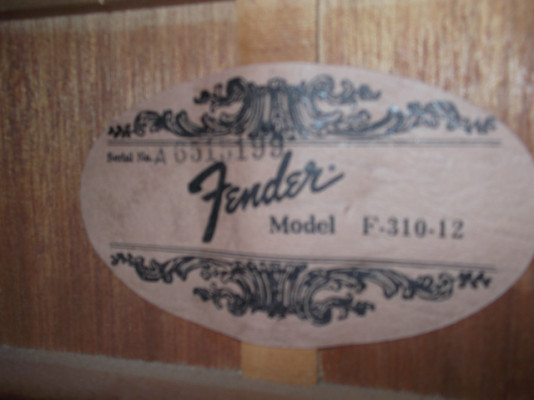 Serial No.
Fender
Model F-310-12